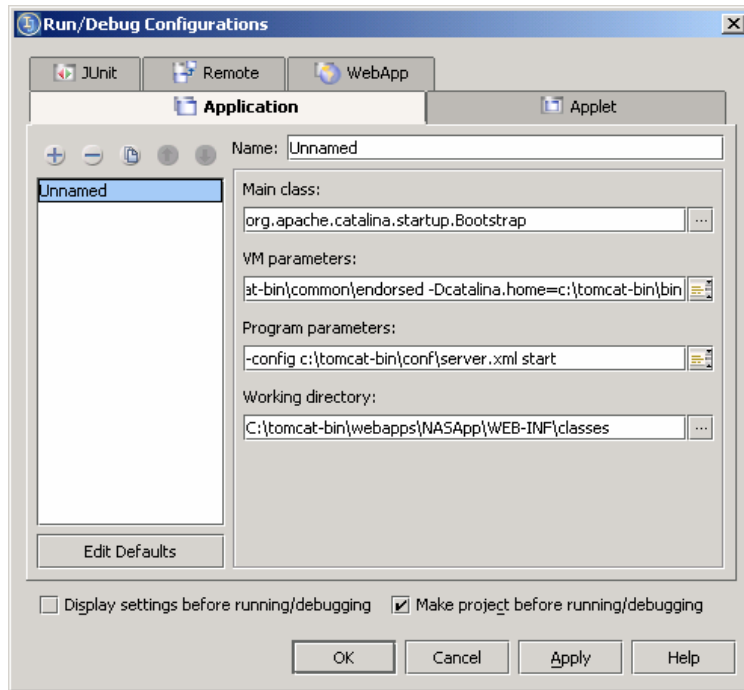 Run/Debug Configurations
JUnit
Remote
WebApp
Application
Applet
Name: Unnamed
Unnamed
Main class:
org.apache.catalina.startup.Bootstrap
...
VM parameters:
at-bin\common\endorsed -Dcatalina.home=c:\tomcat-bin\bin
Program parameters:
-config c:\tomcat-bin\conf\server.xml start
Working directory:
C:\tomcat-bin\webapps\NASApp\WEB-INF\classes
...
Edit Defaults
Display settings before running/debugging
Make project before running/debugging
OK
Cancel
Apply
Help